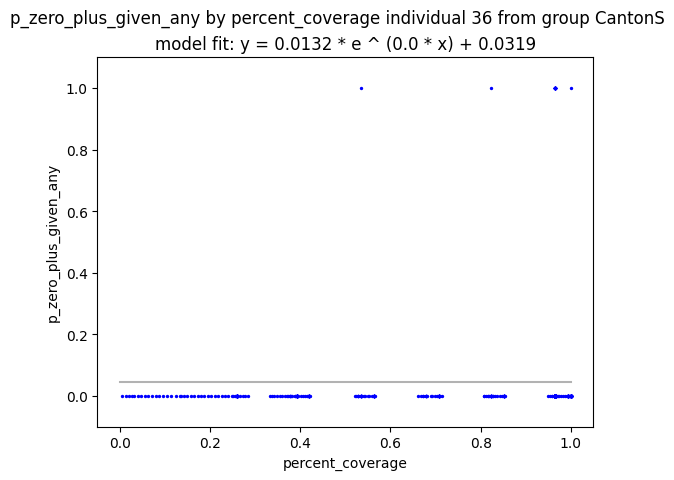 p_zero_plus_given_any by percent_coverage individual 36 from group CantonS
model fit: y = 0.0132 * e ^ (0.0 * x) + 0.0319
1.0
0.8
0.6
0.4
0.2
0.0
p_zero_plus_given_any
0.0 0.2 0.4 0.6 0.8 1.0
percent_coverage